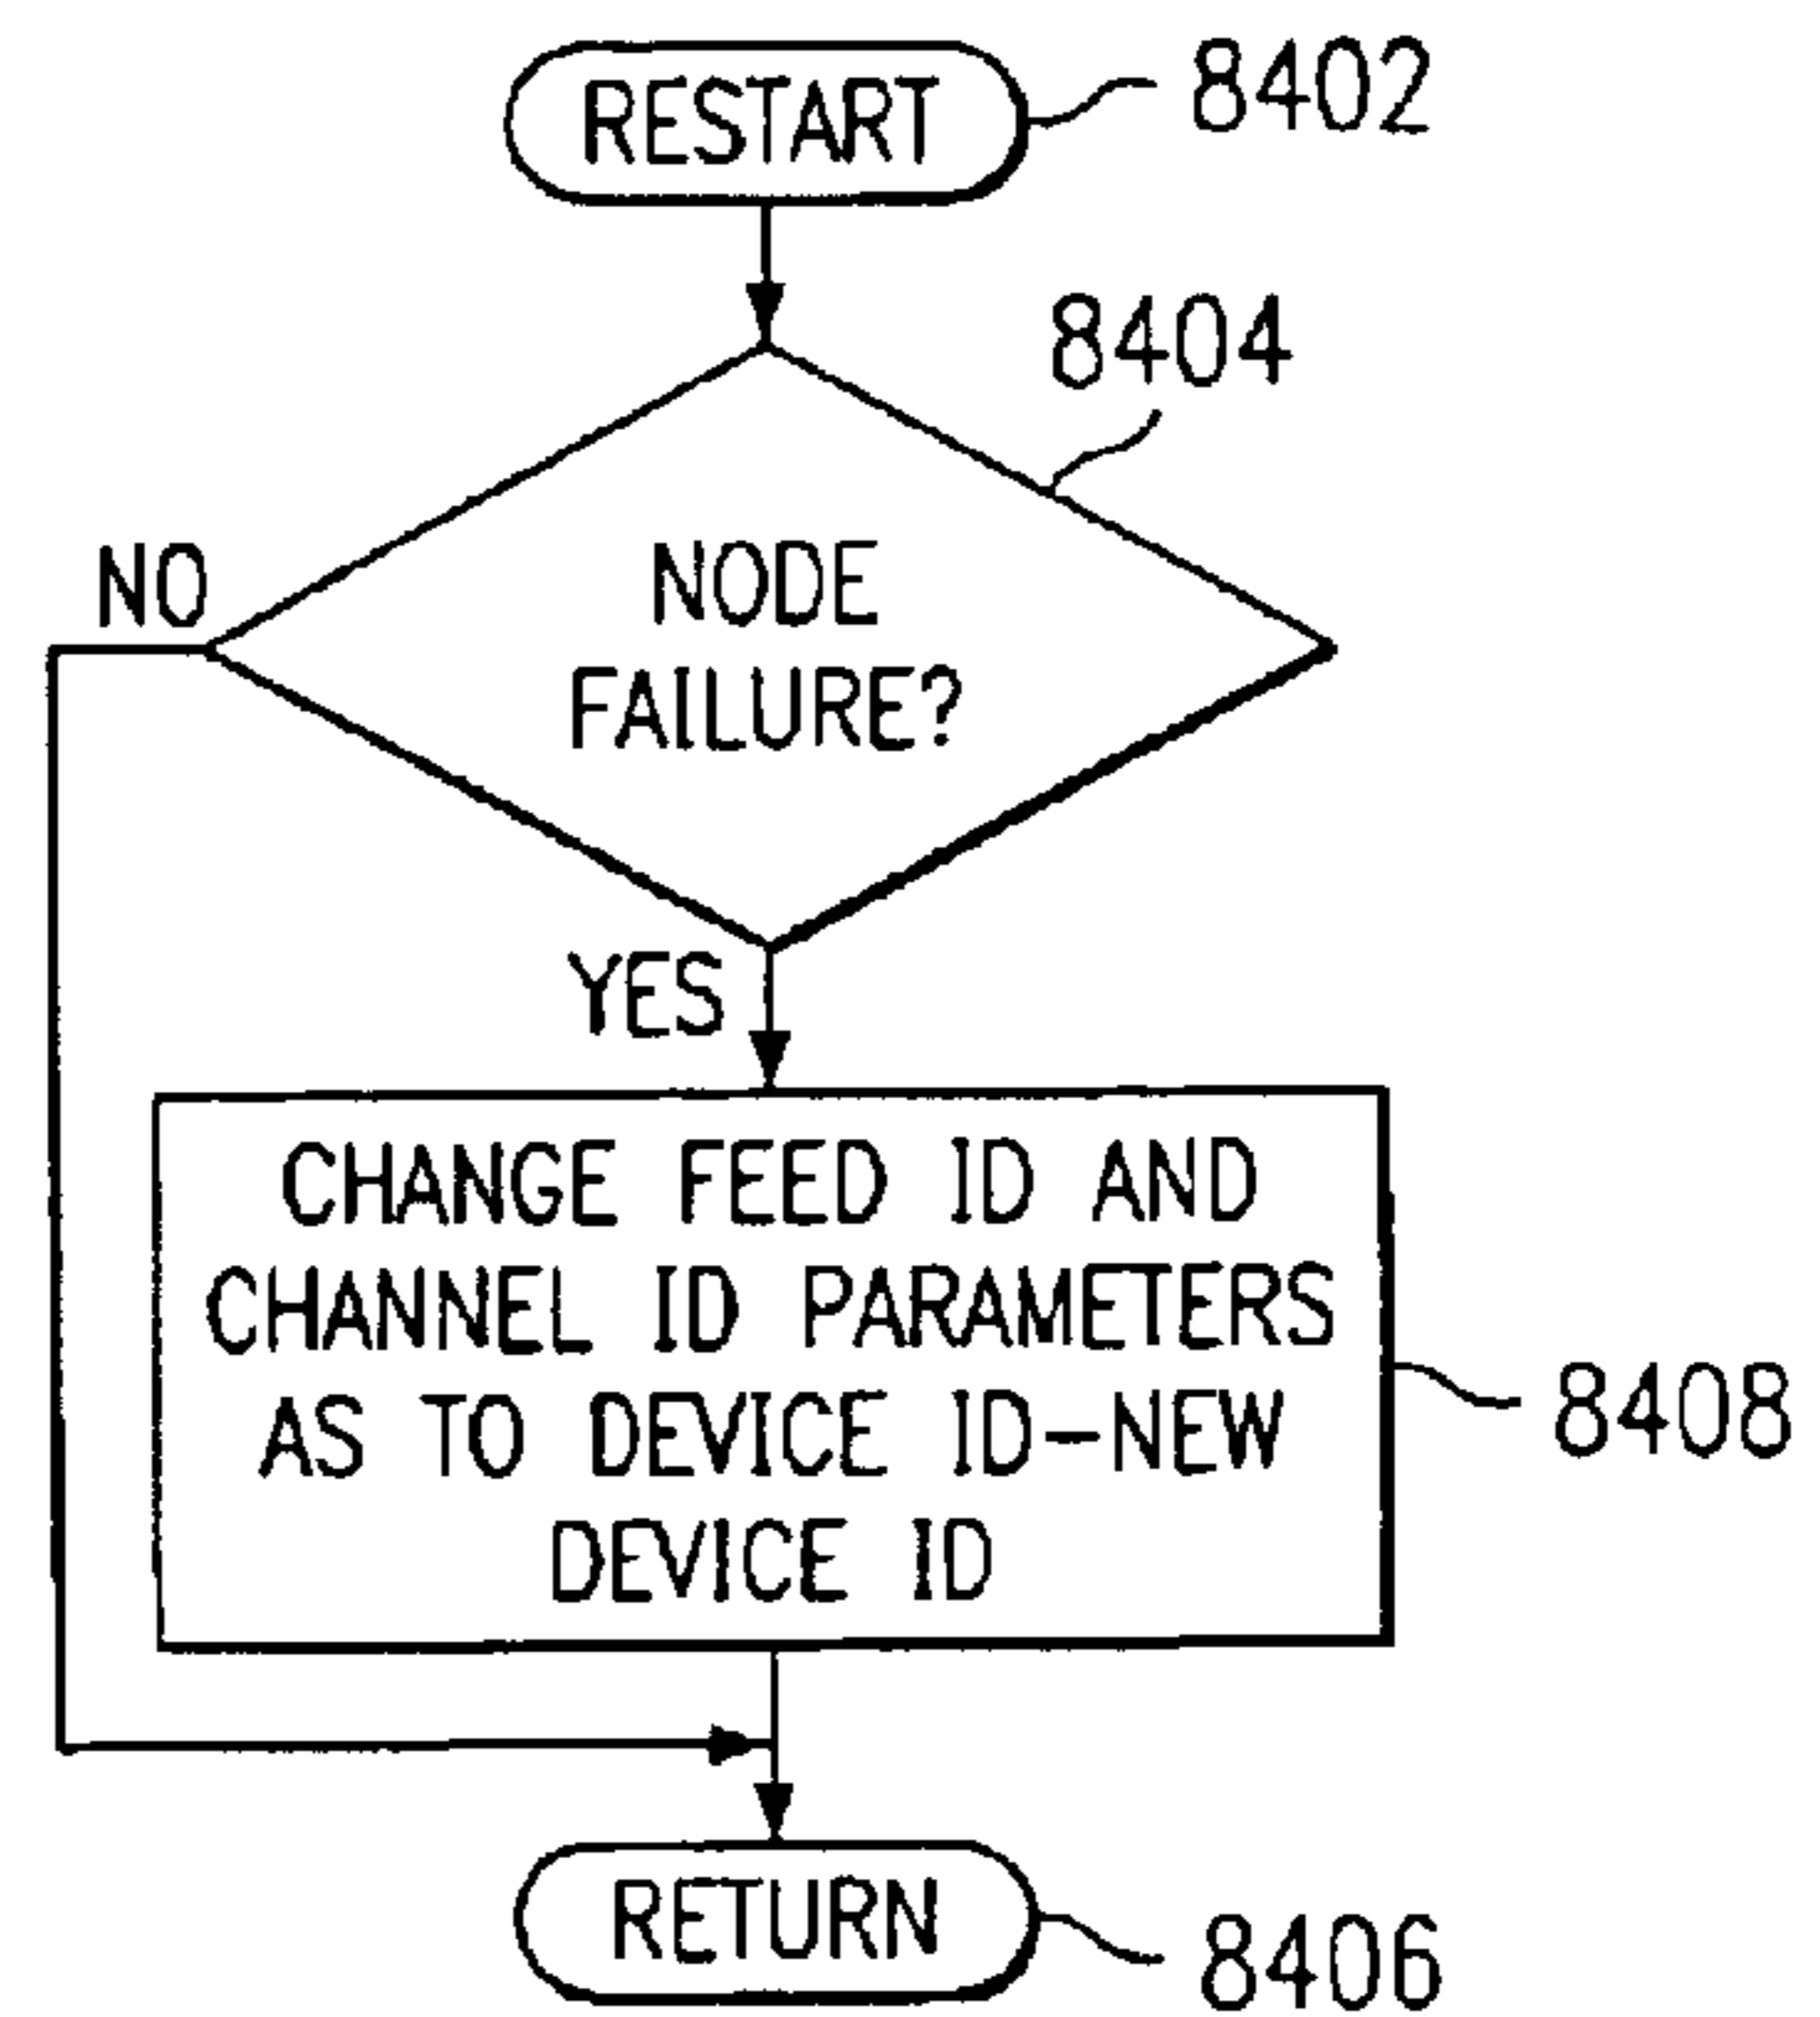 RESTART
8402
8404
NO
NODE
FAILURE?
YES
CHANGE FEED ID AND
CHANNEL ID PARAMETERS
AS TO DEVICE ID-NEW
DEVICE ID
8408
RETURN
8406